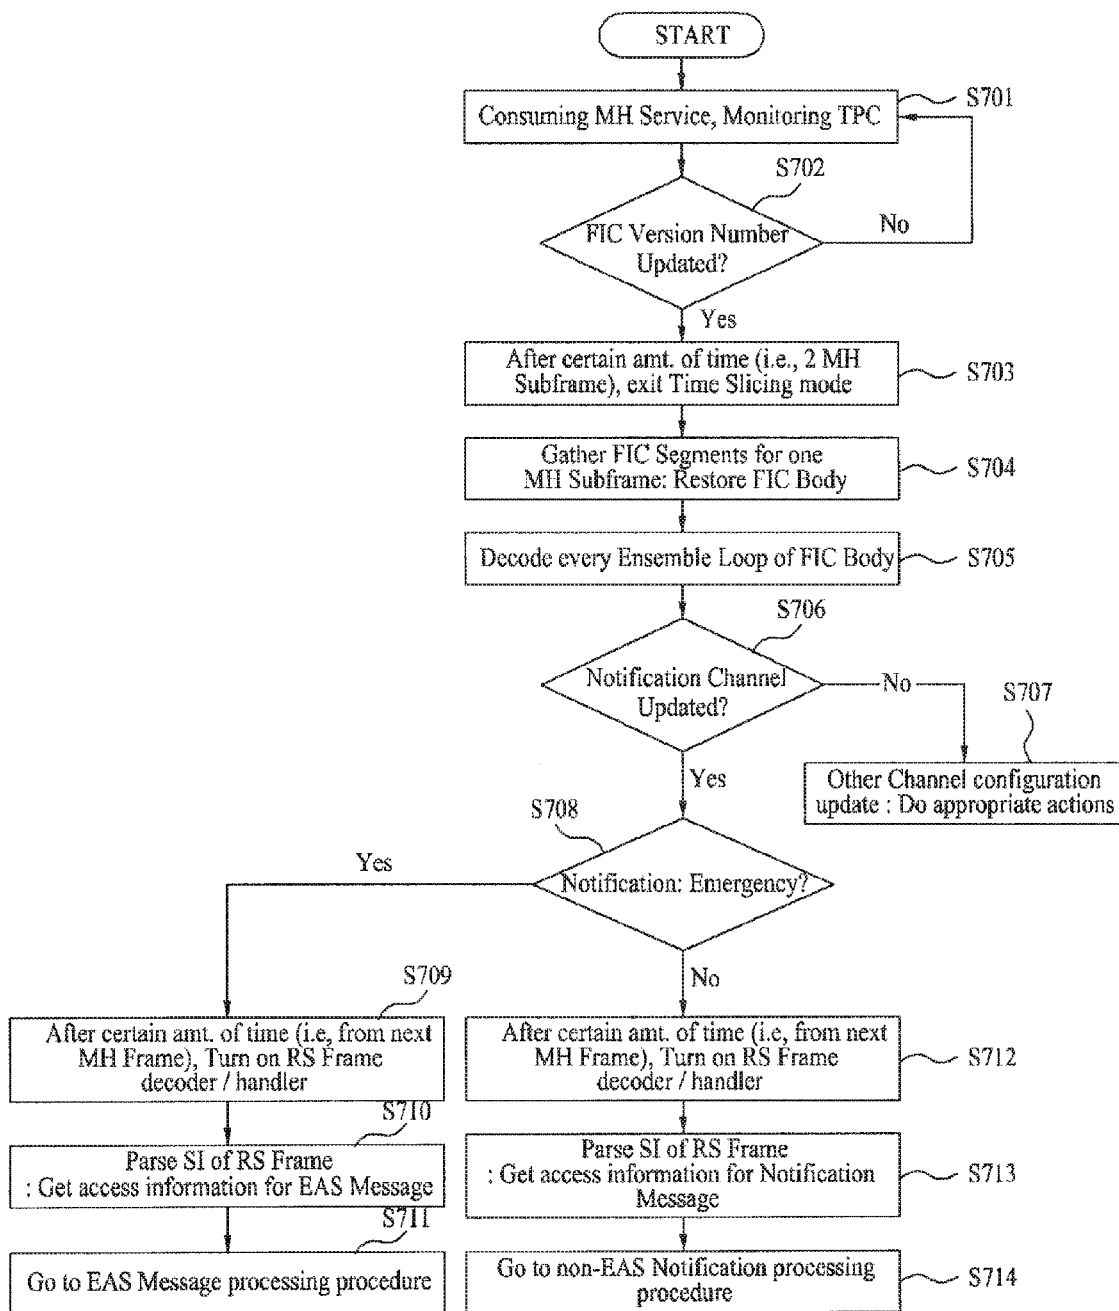 START
Consuming MH Service, Monitoring TPC
S701
S702
FIC Version Number
Updated?
No
Yes
After certain amt. of time (i.e., 2 MH
Subframe), exit Time Slicing mode
S703
Gather FIC Segments for one
MH Subframe: Restore FIC Body
S704
Decode every Ensemble Loop of FIC Body
S705
S706
Notification Channel
Updated?
No
S707
Other Channel configuration
update : Do appropriate actions
Yes
S708
Notification: Emergency?
Yes
No
S709
After certain amt. of time (i.e, from next
MH Frame), Turn on RS Frame
decoder / handler
After certain amt. of time (i.e, from next
MH Frame), Turn on RS Frame
decoder / handler
S712
S710
Parse SI of RS Frame
: Get access information for EAS Message
Parse SI of RS Frame
: Get access information for Notification
Message
S713
S711
Go to EAS Message processing procedure
Go to non-EAS Notification processing
procedure
S714